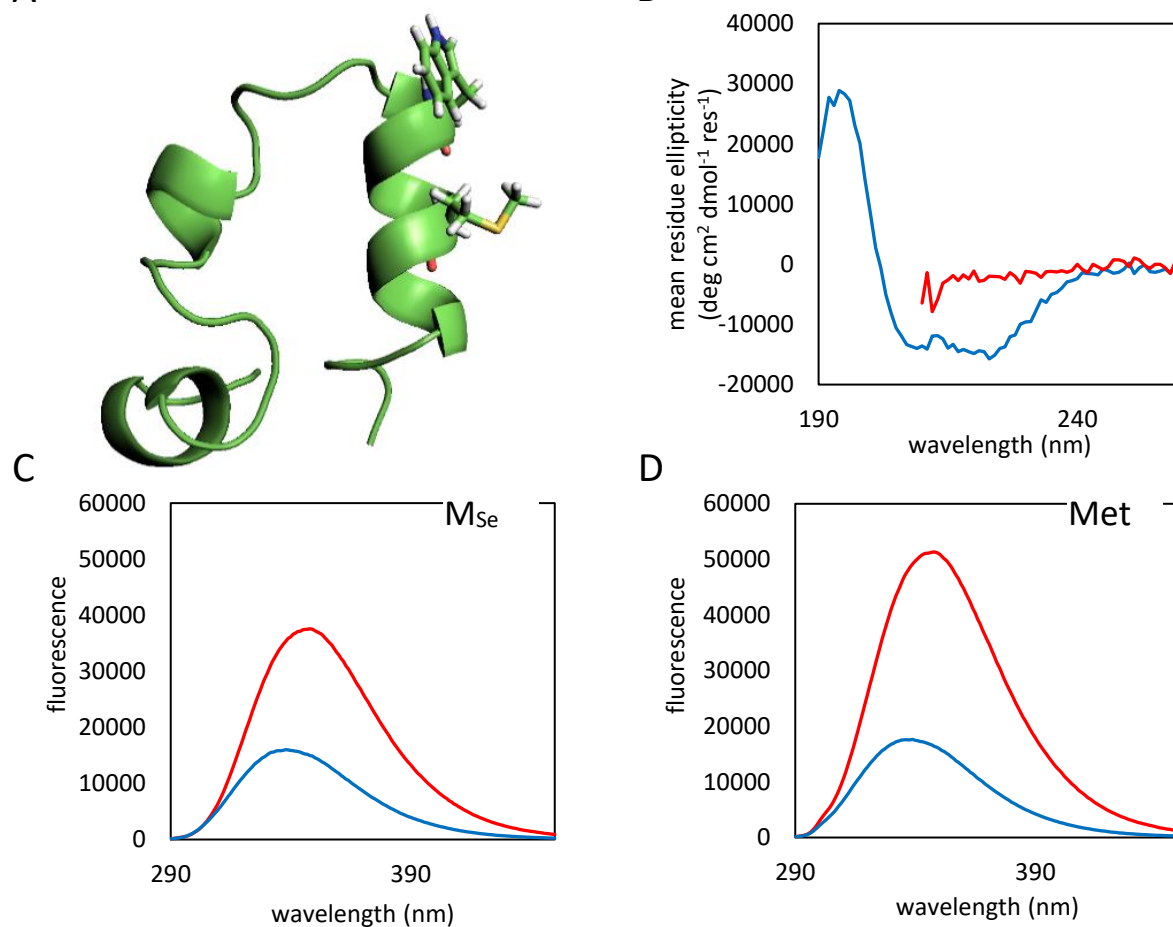 mean residue ellipticity
(deg cm² dmol⁻¹ res⁻¹)
40000
30000
20000
10000
0
-10000
-20000
190
240
wavelength (nm)
C
fluorescence
60000
50000
40000
30000
20000
10000
0
MSe
290
390
wavelength (nm)
D
fluorescence
60000
50000
40000
30000
20000
10000
0
Met
290
390
wavelength (nm)